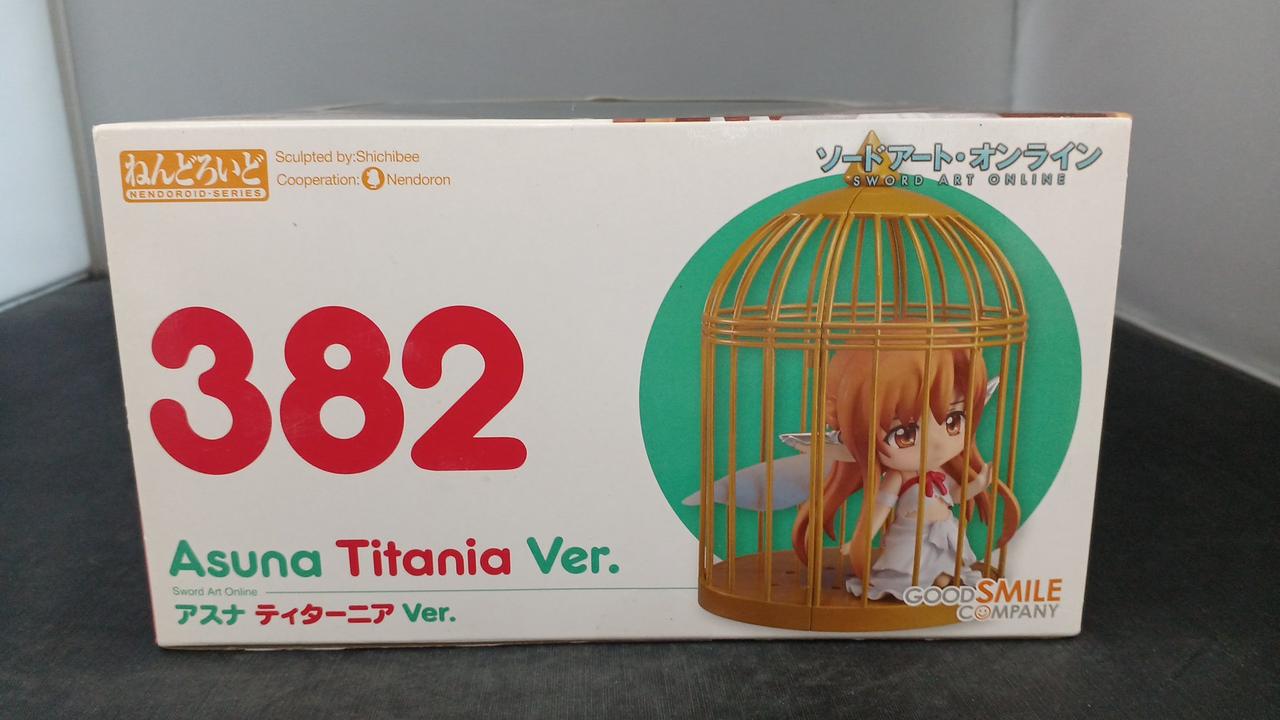 ねんどろいど
NENDOROID-SERIES
Sculpted by:Shichibee
Cooperation: Nendoron
ソードアート・オンライン
SWORD ART ONLINE
382
Asuna Titania Ver.
Sword Art Online
アスナ ティターニア Ver.
GOOD SMILE
COMPANY